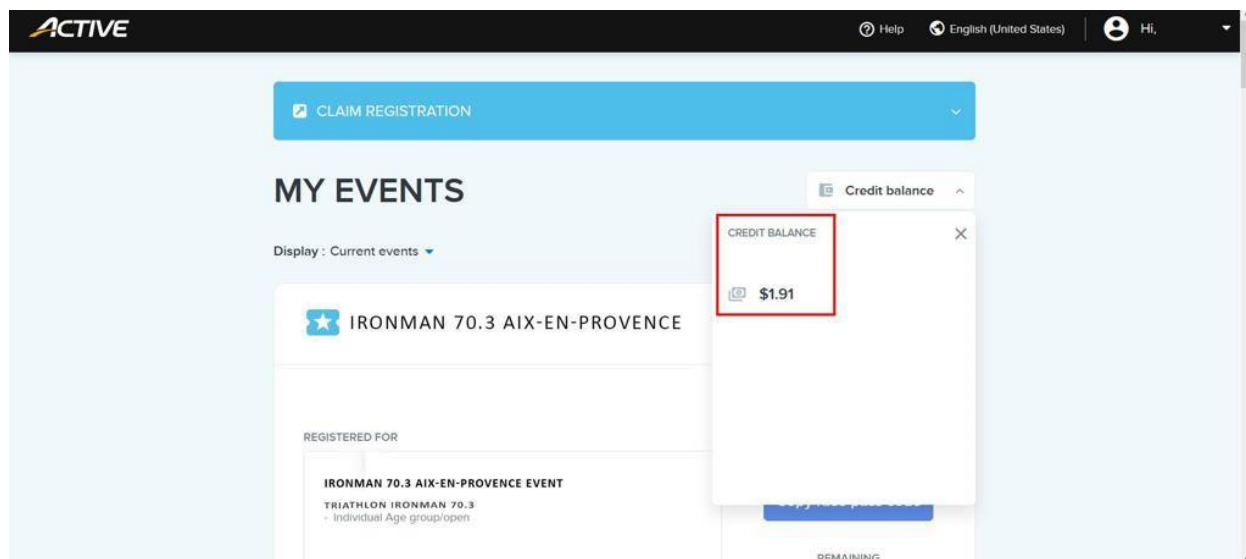 ACTIVE
Help English (United States) Hi,
CLAIM REGISTRATION
MY EVENTS
Credit balance
Display : Current events
CREDIT BALANCE
$1.91
IRONMAN 70.3 AIX-EN-PROVENCE
REGISTERED FOR
IRONMAN 70.3 AIX-EN-PROVENCE EVENT
TRIATHLON IRONMAN 70.3
- Individual Age group/open
REMAINING